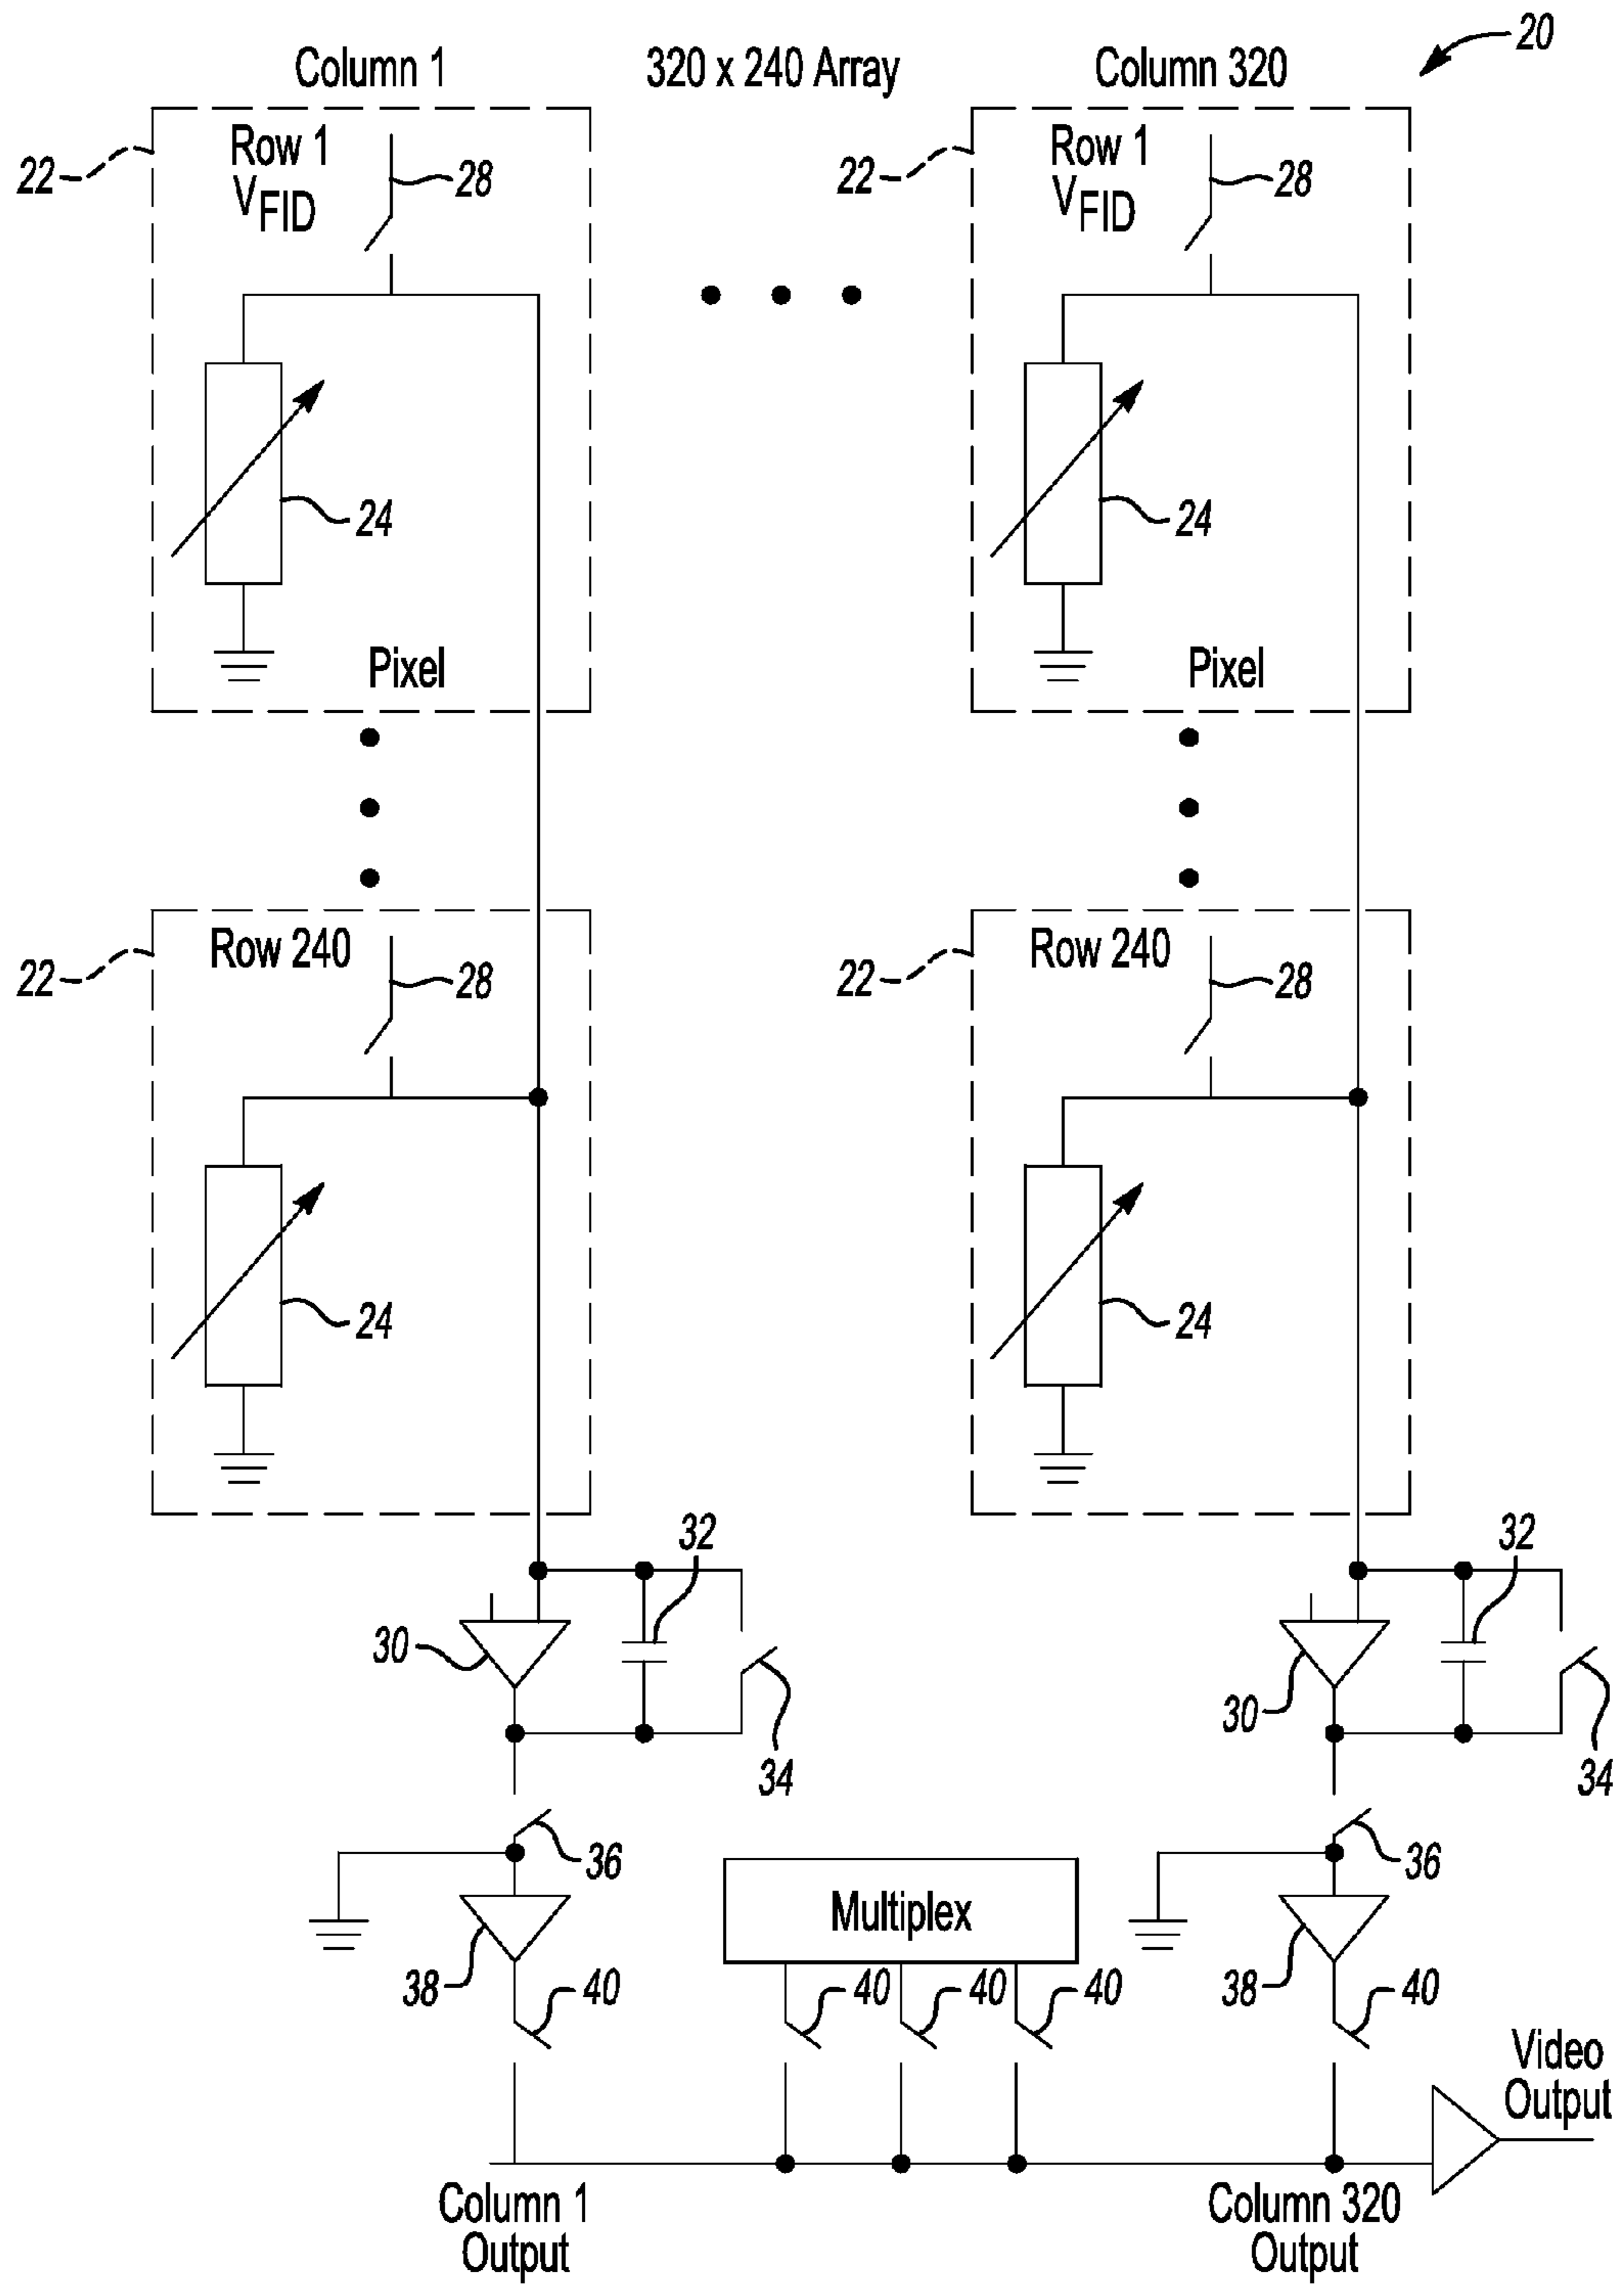 20
Column 1
320 x 240 Array
Column 320
22
Row 1
VFID
28
22
Row 1
VFID
28
24
24
Pixel
Pixel
22
Row 240
28
22
Row 240
28
24
24
32
32
30
30
34
34
36
36
Multiplex
38
40
40
40
40
38
40
Video
Output
Column 1
Output
Column 320
Output